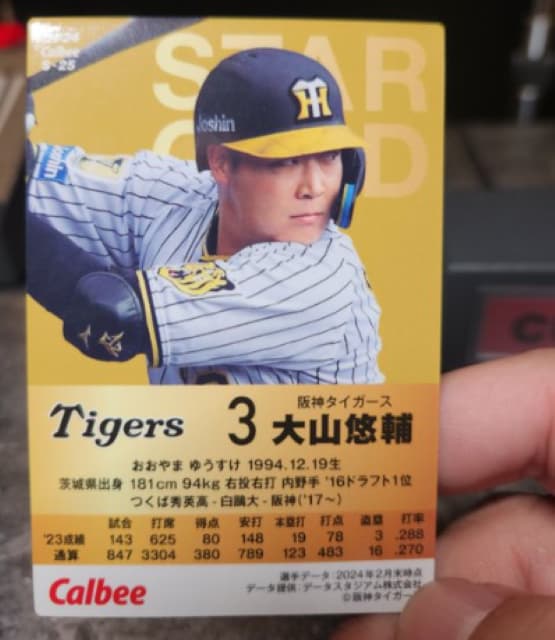 Calbee
S-25
STAR
Joshin
Tigers
3
阪神タイガース
大山悠輔
おおやま ゆうすけ 1994.12.19生
茨城県出身 181cm 94kg 右投右打 内野手 '16ドラフト1位
つくば秀英高 - 白鷗大 - 阪神('17〜)
試合 打席 得点 安打 本塁打 打点 盗塁 打率
'23成績 143 625 80 148 19 78 3 .288
通算 847 3304 380 789 123 483 16 .270
Calbee
選手データ:2024年2月末時点
データ提供:データスタジアム株式会社
©阪神タイガース